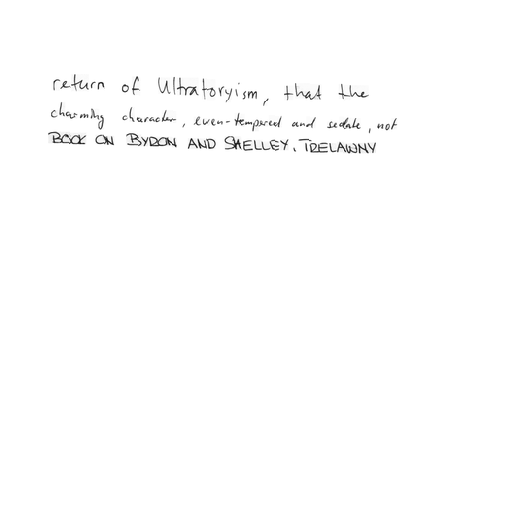 return of Ultratoryism, that the
charming character, even-tempered and sedate, not
BOOK ON BYRON AND SHELLEY, TRELAWNY